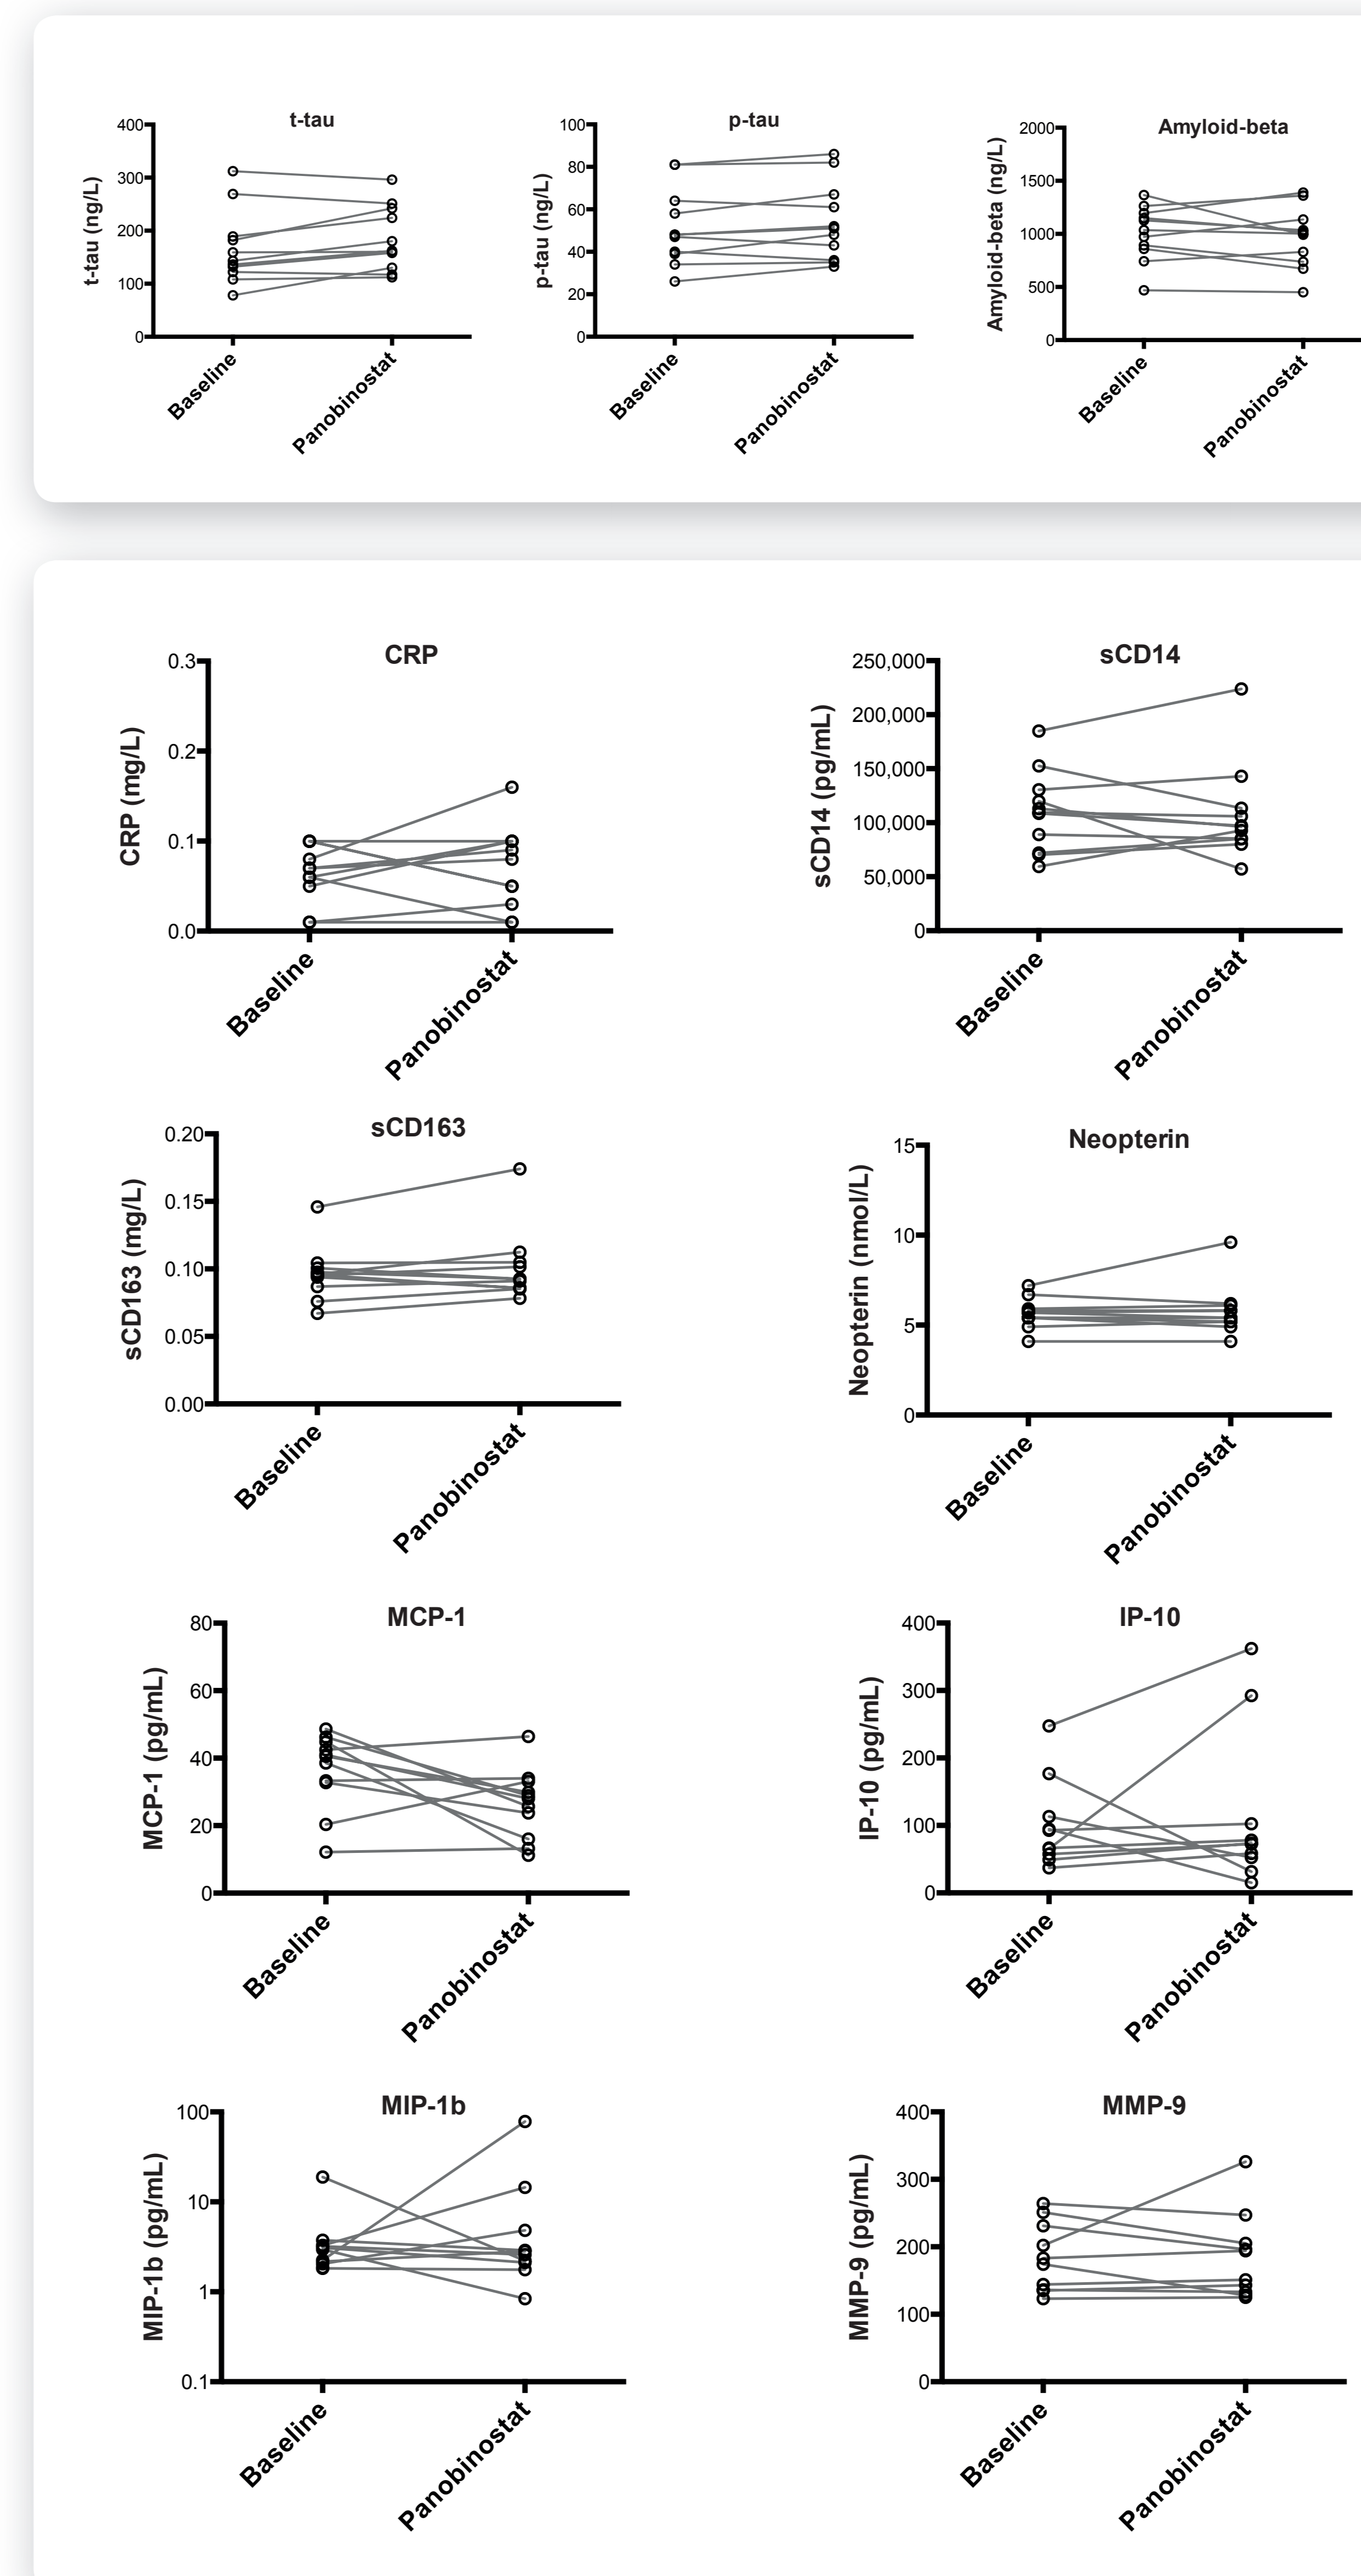 t-tau
t-tau (ng/L)
400
300
200
100
0
Baseline
Panobinostat
p-tau
p-tau (ng/L)
100
80
60
40
20
0
Baseline
Panobinostat
Amyloid-beta
Amyloid-beta (ng/L)
2000
1500
1000
500
0
Baseline
Panobinostat
CRP
CRP (mg/L)
0.3
0.2
0.1
0.0
Baseline
Panobinostat
sCD14
sCD14 (pg/mL)
250,000
200,000
150,000
100,000
50,000
0
Baseline
Panobinostat
sCD163
sCD163 (mg/L)
0.20
0.15
0.10
0.05
0.00
Baseline
Panobinostat
Neopterin
Neopterin (nmol/L)
15
10
5
0
Baseline
Panobinostat
MCP-1
MCP-1 (pg/mL)
80
60
40
20
0
Baseline
Panobinostat
IP-10
IP-10 (pg/mL)
400
300
200
100
0
Baseline
Panobinostat
MIP-1b
MIP-1b (pg/mL)
100
10
1
0.1
Baseline
Panobinostat
MMP-9
MMP-9 (pg/mL)
400
300
200
100
0
Baseline
Panobinostat